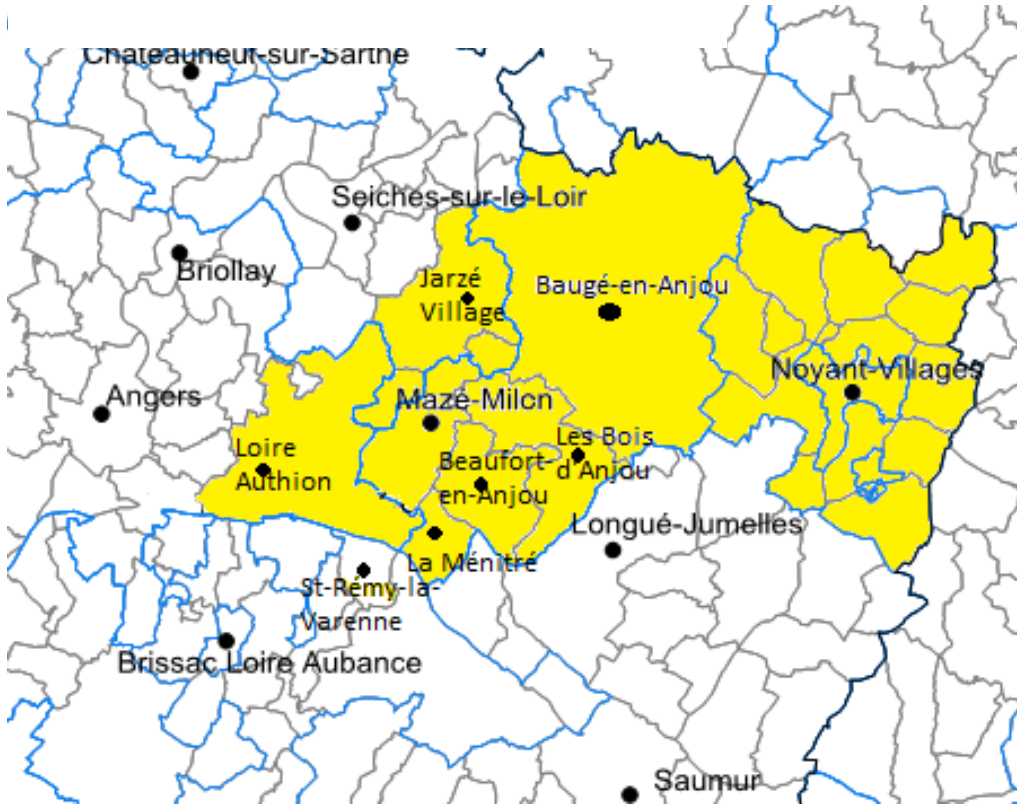 Chateauneuf-sur-Sarthe
Seiches-sur-le-Loir
Briollay
Jarzé
Village
Baugé-en-Anjou
Noyant-Villages
Angers
Mazé-Milon
Loire
Authion
Les Bois
d'Anjou
Beaufort-
en-Anjou
Longué-Jumelles
La Ménitré
St-Rémy-la-
Varenne
Brissac Loire Aubance
Saumur